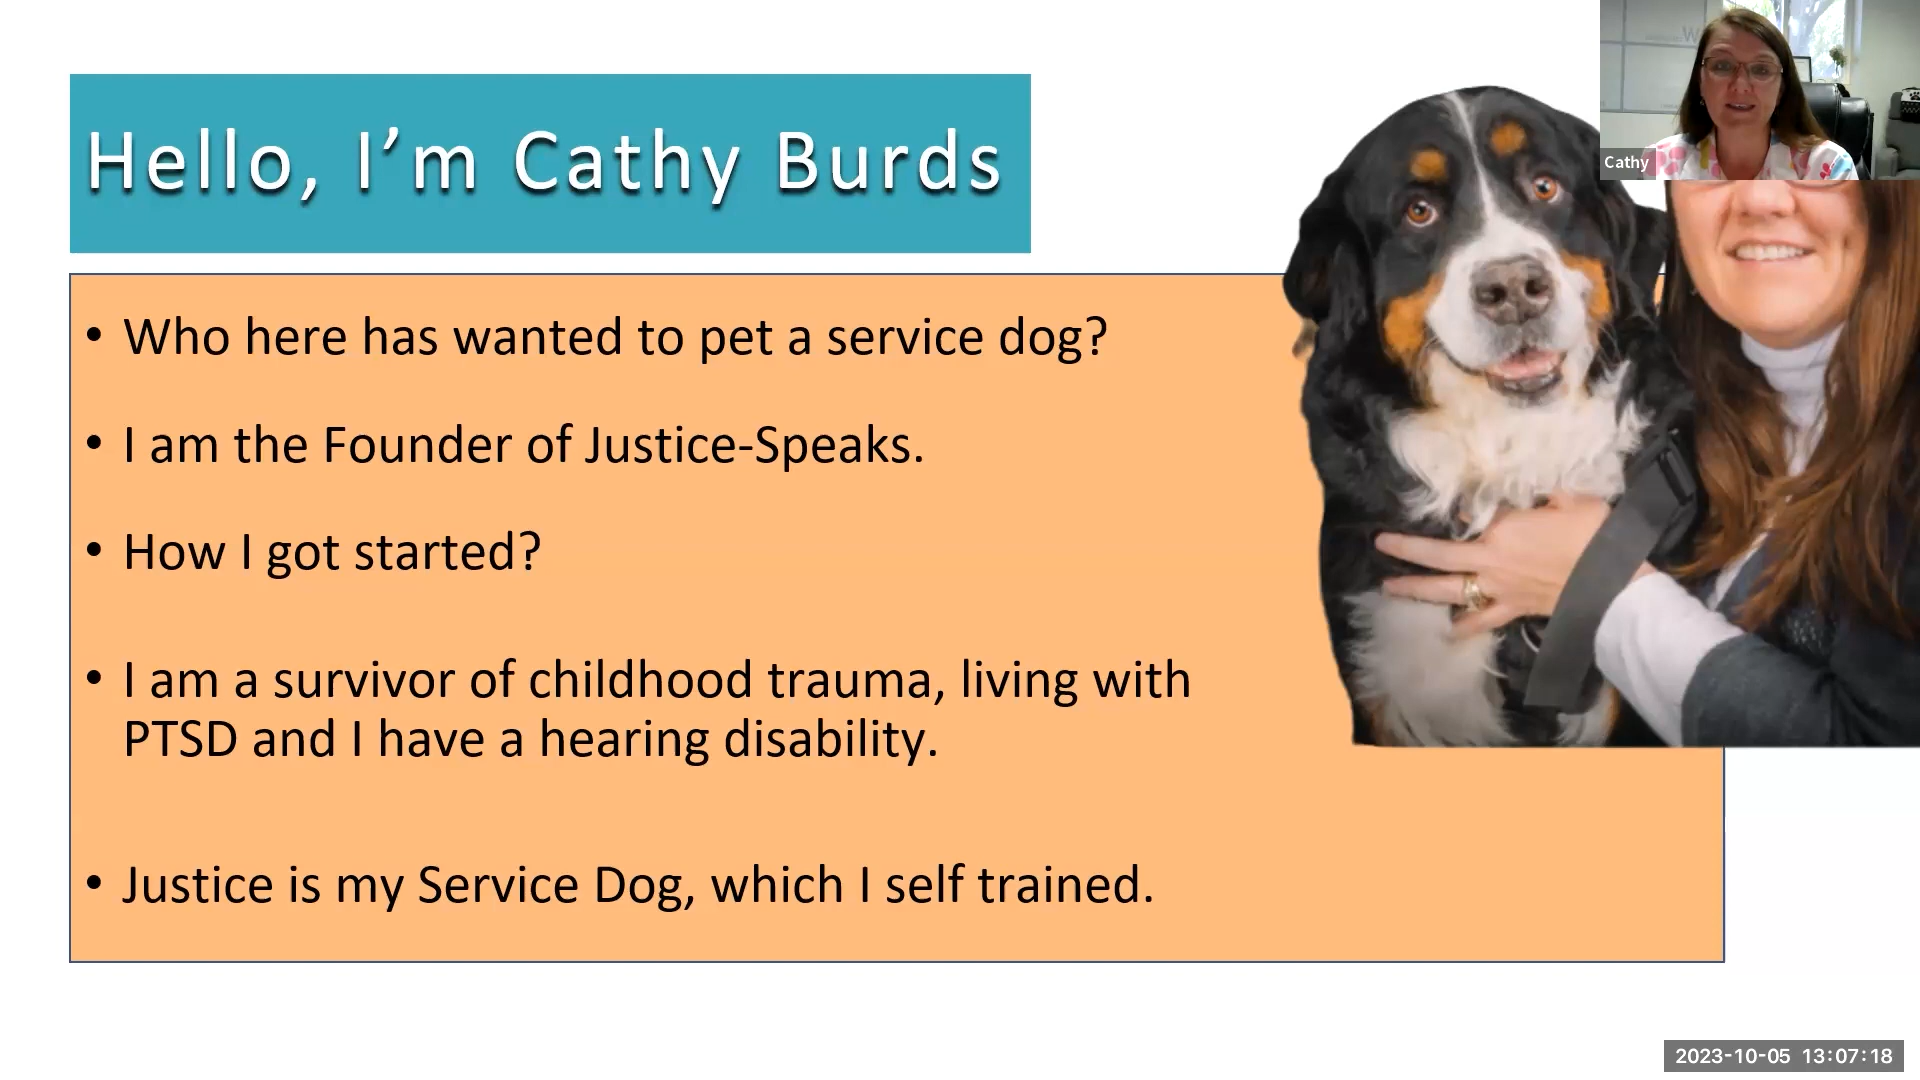 Hello, I’m Cathy Burds
• Who here has wanted to pet a service dog?
• I am the Founder of Justice-Speaks.
• How I got started?
• I am a survivor of childhood trauma, living with
PTSD and I have a hearing disability.
• Justice is my Service Dog, which I self trained.
Cathy
2023-10-05 13:07:18